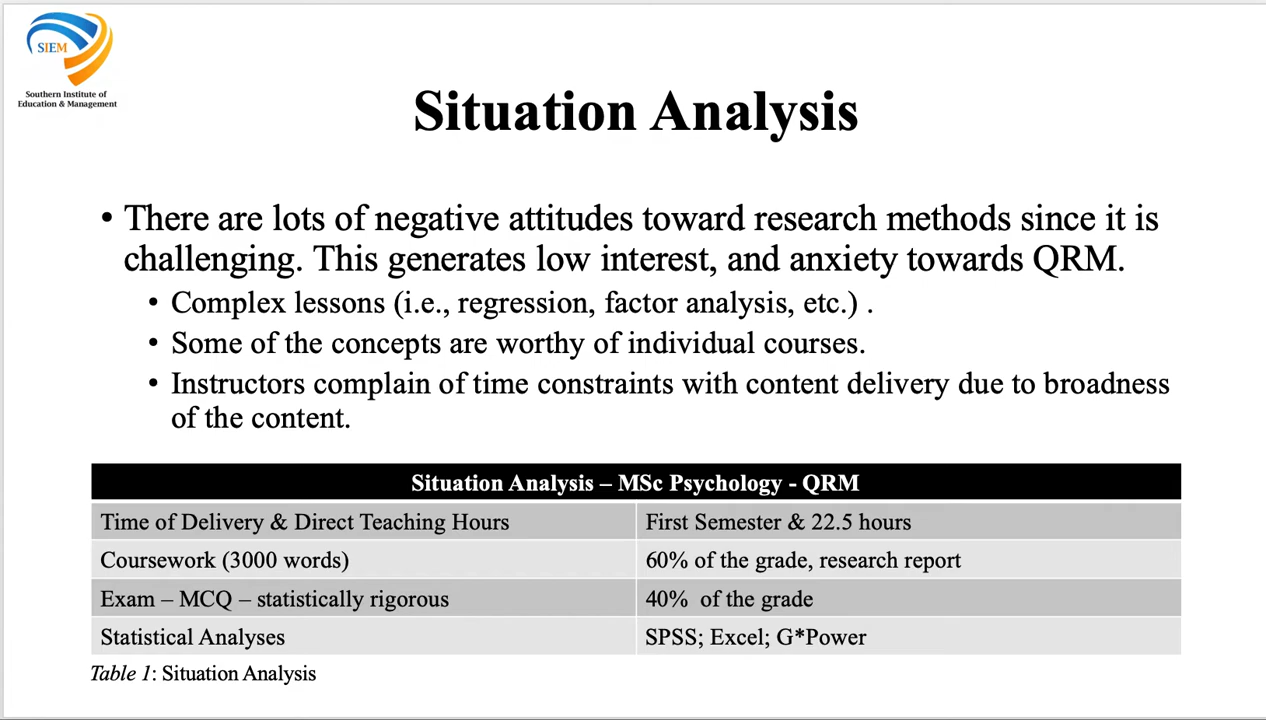 SIEM
Southern Institute of
Education & Management
Situation Analysis
• There are lots of negative attitudes toward research methods since it is
challenging. This generates low interest, and anxiety towards QRM.
• Complex lessons (i.e., regression, factor analysis, etc.) .
• Some of the concepts are worthy of individual courses.
• Instructors complain of time constraints with content delivery due to broadness
of the content.
Situation Analysis – MSc Psychology - QRM
Time of Delivery & Direct Teaching Hours First Semester & 22.5 hours
Coursework (3000 words) 60% of the grade, research report
Exam – MCQ – statistically rigorous 40% of the grade
Statistical Analyses SPSS; Excel; G*Power
Table 1: Situation Analysis